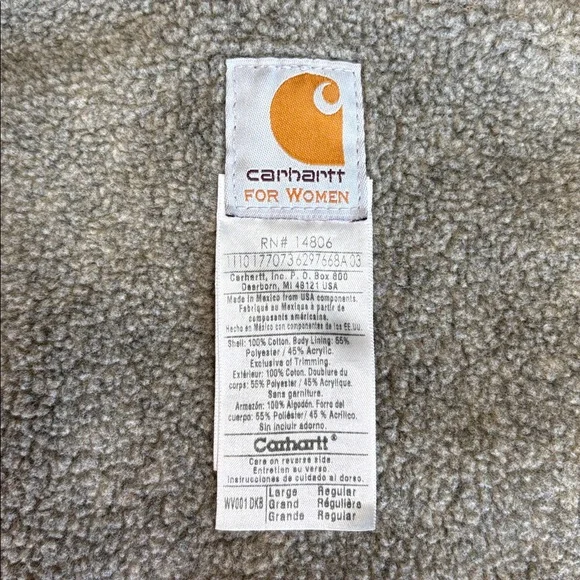 carhartt
FOR WOMEN
RN# 14806
11101770736297668A 03
Carhartt, Inc. P. O. Box 600
Dearborn, MI 48121 USA
Made in Mexico from USA components.
Fabriqué au Mexique à partir de
composants américains.
Hecho en México con componentes de los EE.UU.
Shell: 100% Cotton. Body Lining: 55%
Polyester / 45% Acrylic.
Exclusive of Trimming.
Extérieur: 100% Coton. Doublure du
corps: 55% Polyester / 45% Acrylique.
Sans garniture.
Armazón: 100% Algodón. Forro del
cuerpo: 55% Poliéster / 45 % Acrílico.
Sin incluir adorno.
Carhartt®
Care on reverse side.
Entretien au verso.
Instrucciones de cuidado al dorso.
WV001 DKB Large Regular
Grand Régulière
Grande Regular